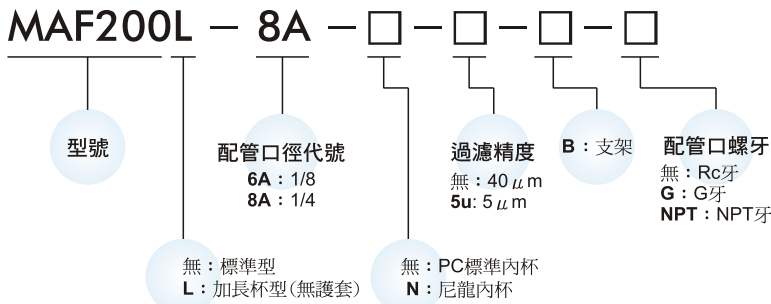 MAF200L － 8A － □ － □ － □ － □
型號
配管口徑代號
6A：1/8
8A：1/4
過濾精度
無：40μm
5u: 5μm
B：支架
配管口螺牙
無：Rc牙
G：G牙
NPT：NPT牙
無：標準型
L：加長杯型(無護套)
無：PC標準內杯
N：尼龍內杯